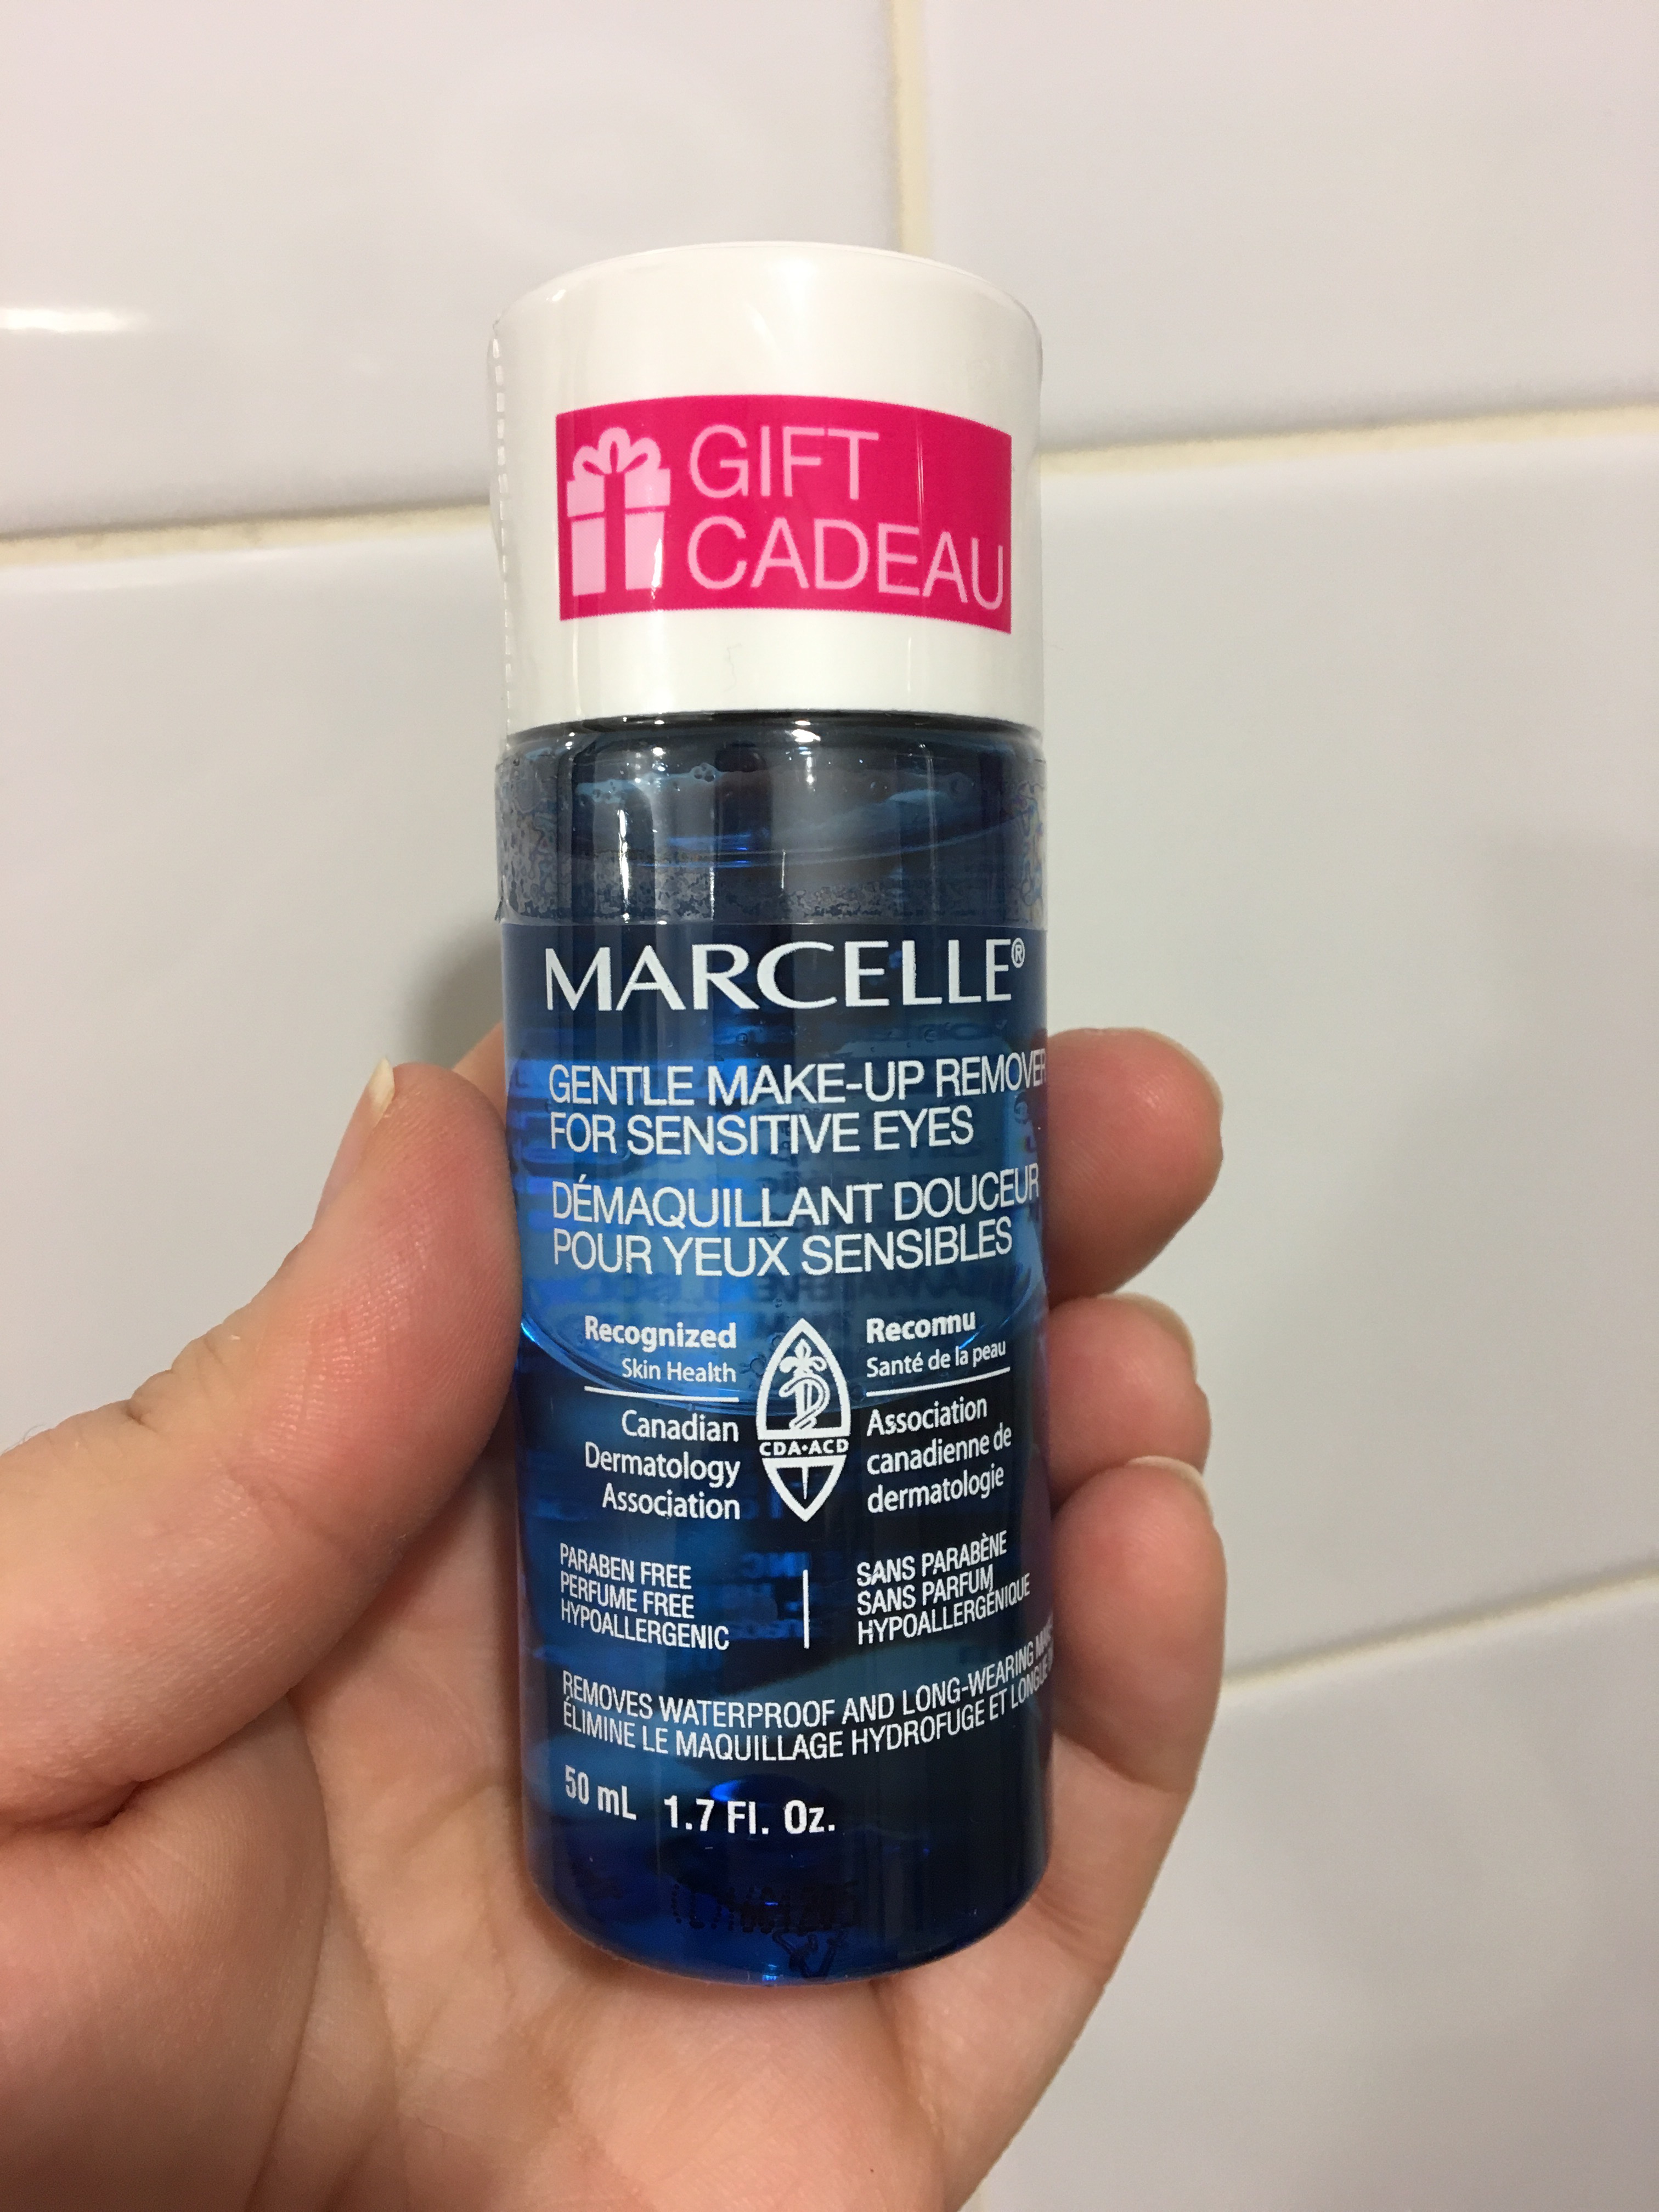 GIFT
CADEAU
MARCELLE®
GENTLE MAKE-UP REMOVER
FOR SENSITIVE EYES
DÉMAQUILLANT DOUCEUR
POUR YEUX SENSIBLES
Recognized
Skin Health
Canadian
Dermatology
Association
CDA•ACD
Reconnu
Santé de la peau
Association
canadienne de
dermatologie
PARABEN FREE
PERFUME FREE
HYPOALLERGENIC
SANS PARABÈNE
SANS PARFUM
HYPOALLERGÉNIQUE
REMOVES WATERPROOF AND LONG-WEARING
ÉLIMINE LE MAQUILLAGE HYDROFUGE ET LONGUE
50 mL 1.7 Fl. Oz.